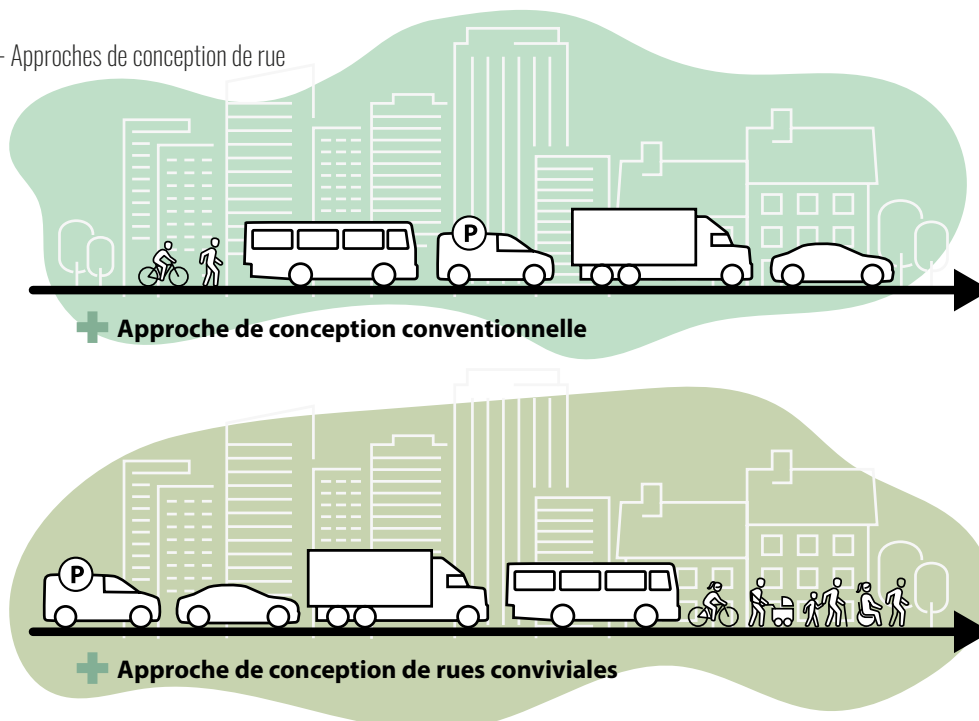 - Approches de conception de rue
P
Approche de conception conventionnelle
P
Approche de conception de rues conviviales